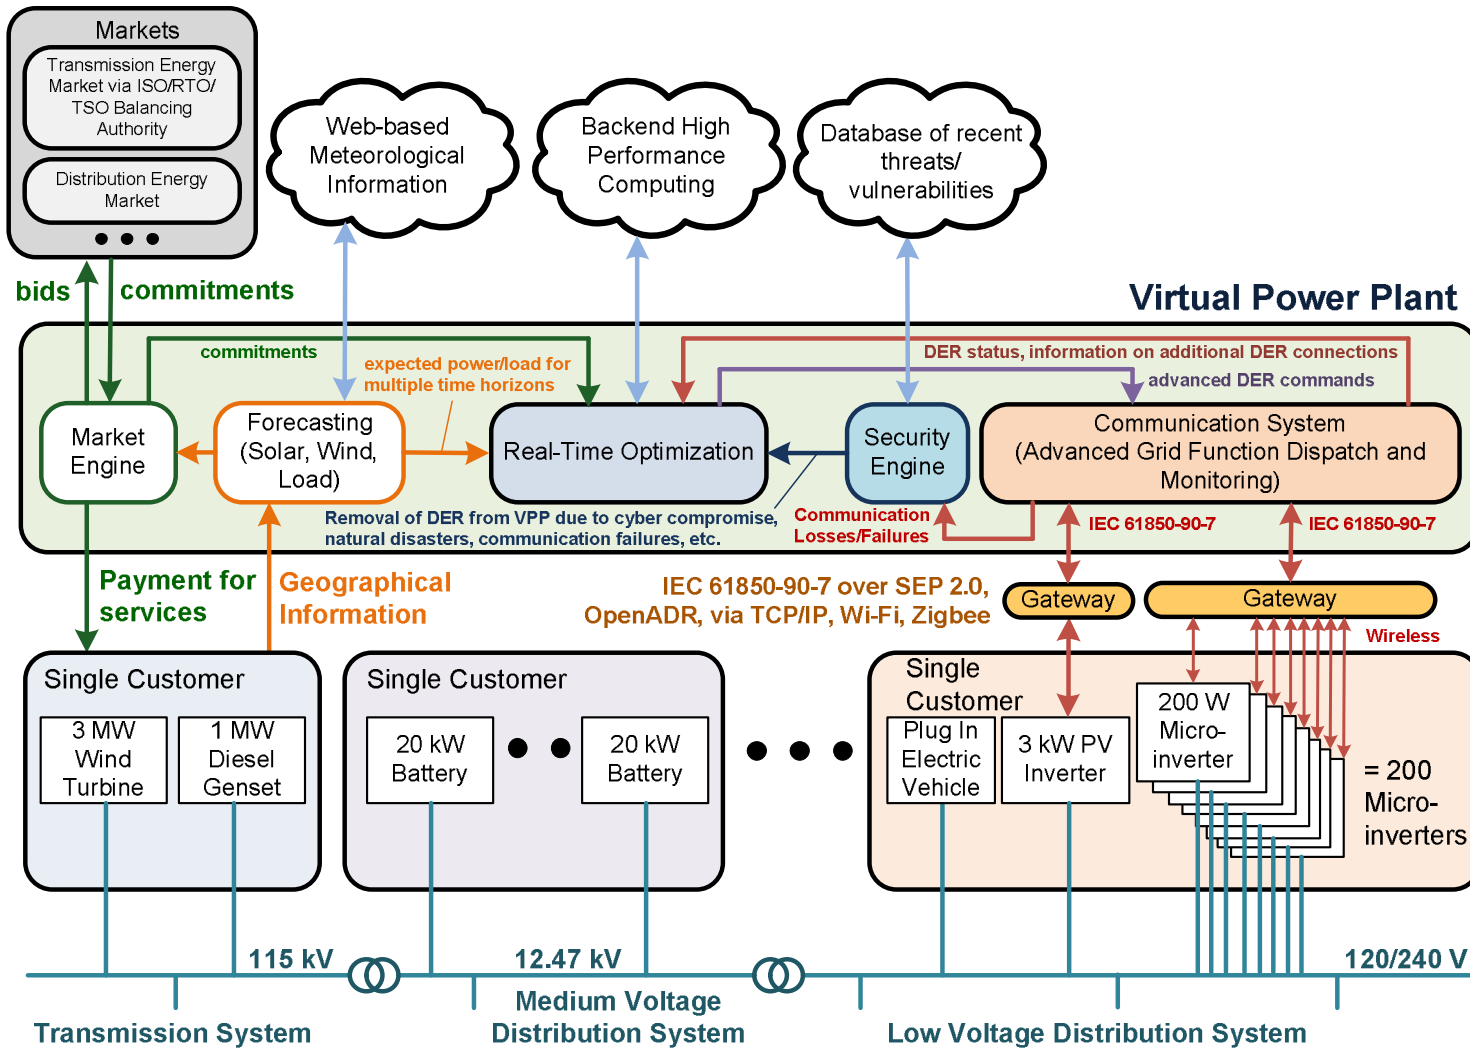 Markets
Transmission Energy
Market via ISO/RTO/
TSO Balancing
Authority
Distribution Energy
Market
Web-based
Meteorological
Information
Backend High
Performance
Computing
Database of recent
threats/
vulnerabilities
bids
commitments
Virtual Power Plant
commitments
expected power/load for
multiple time horizons
DER status, information on additional DER connections
advanced DER commands
Market
Engine
Forecasting
(Solar, Wind,
Load)
Real-Time Optimization
Security
Engine
Communication System
(Advanced Grid Function Dispatch and
Monitoring)
Removal of DER from VPP due to cyber compromise,
natural disasters, communication failures, etc.
Communication
Losses/Failures
IEC 61850-90-7
IEC 61850-90-7
Payment for
services
Geographical
Information
IEC 61850-90-7 over SEP 2.0,
OpenADR, via TCP/IP, Wi-Fi, Zigbee
Gateway
Gateway
Wireless
Single Customer
3 MW
Wind
Turbine
1 MW
Diesel
Genset
Single Customer
20 kW
Battery
20 kW
Battery
Single
Customer
Plug In
Electric
Vehicle
3 kW PV
Inverter
200 W
Micro-
inverter
= 200
Micro-
inverters
115 kV
12.47 kV
120/240 V
Transmission System
Medium Voltage
Distribution System
Low Voltage Distribution System